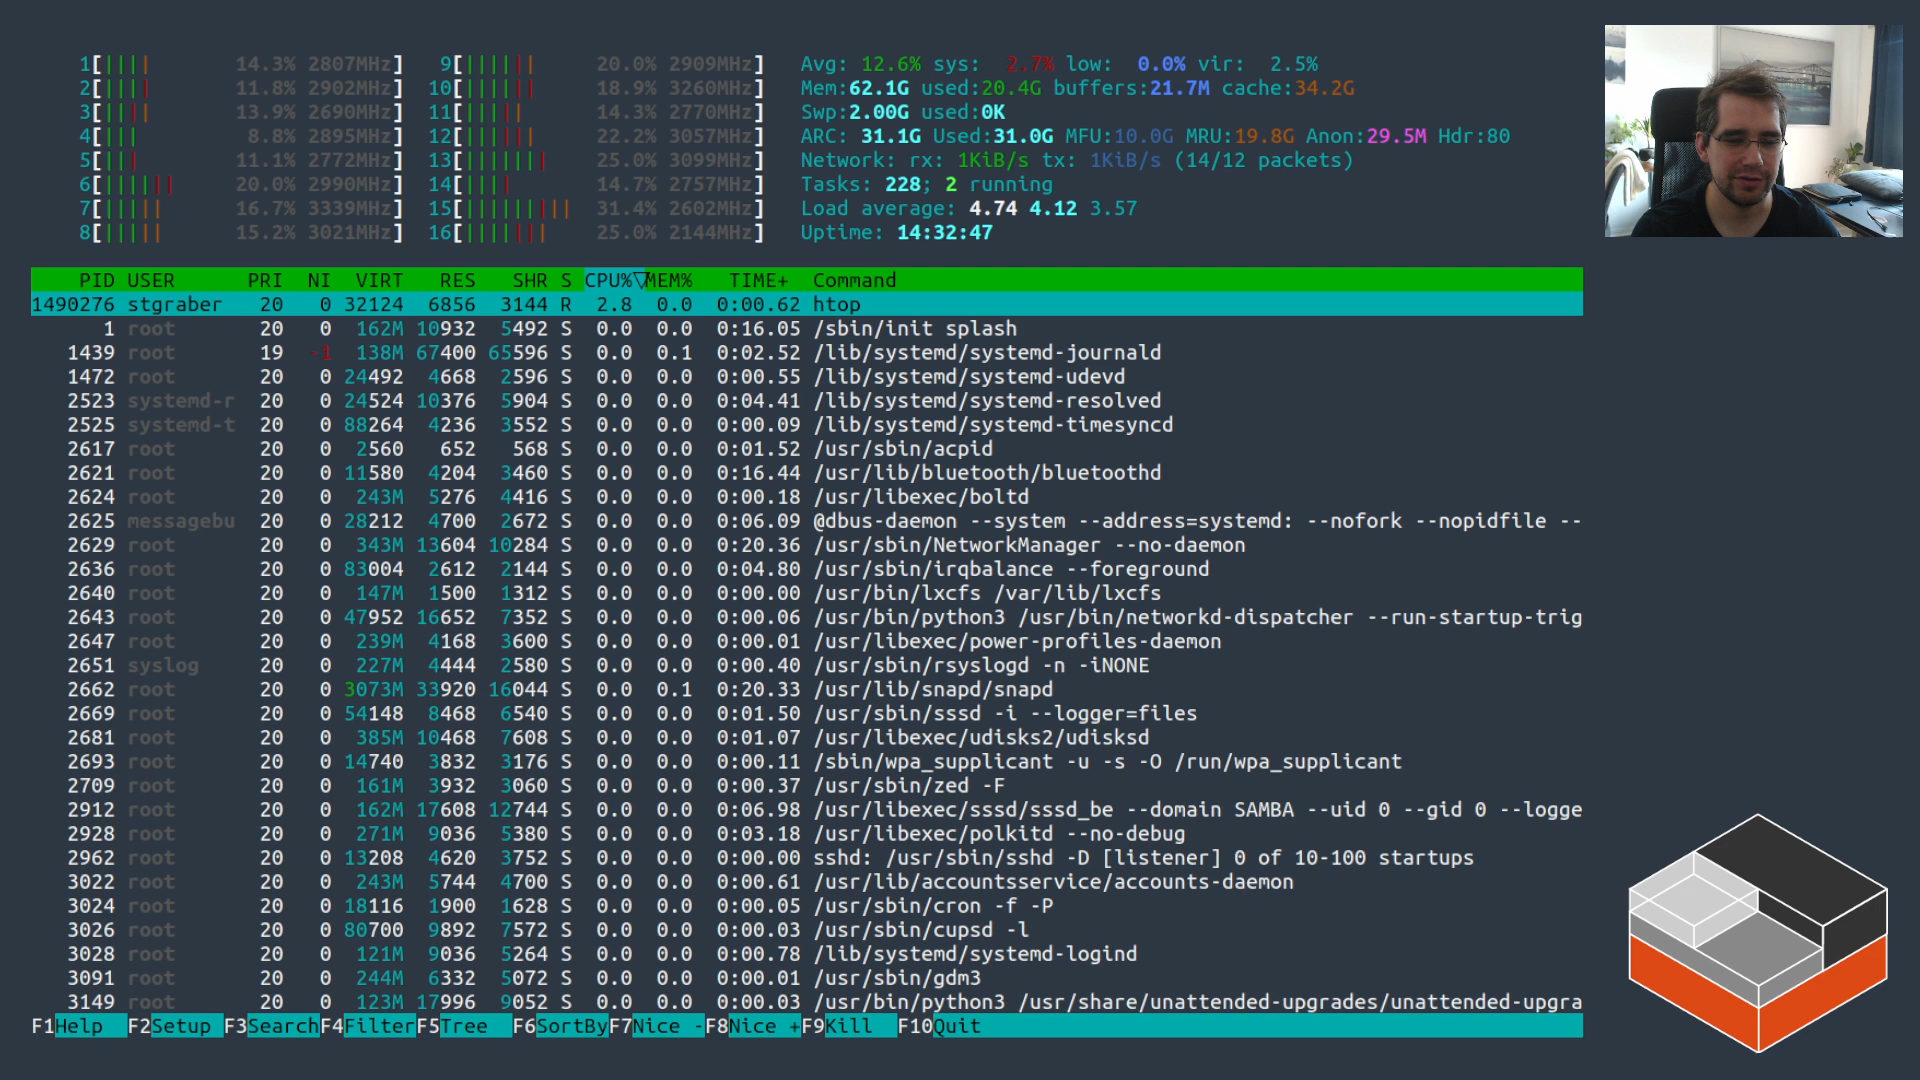 1[|||| 14.3% 2807MHz] 9[|||||| 20.0% 2909MHz] Avg: 12.6% sys: 2.7% low: 0.0% vir: 2.5%
2[|||| 11.8% 2902MHz] 10[|||||| 18.9% 3260MHz] Mem:62.1G used:20.4G buffers:21.7M cache:34.2G
3[|||| 13.9% 2690MHz] 11[||||| 14.3% 2770MHz] Swp:2.00G used:0K
4[||| 8.8% 2895MHz] 12[|||||| 22.2% 3057MHz] ARC: 31.1G Used:31.0G MFU:10.0G MRU:19.8G Anon:29.5M Hdr:80
5[||| 11.1% 2772MHz] 13[||||||| 25.0% 3099MHz] Network: rx: 1KiB/s tx: 1KiB/s (14/12 packets)
6[|||||| 20.0% 2990MHz] 14[|||| 14.7% 2757MHz] Tasks: 228; 2 running
7[||||| 16.7% 3339MHz] 15[||||||||| 31.4% 2602MHz] Load average: 4.74 4.12 3.57
8[||||| 15.2% 3021MHz] 16[||||||| 25.0% 2144MHz] Uptime: 14:32:47
PID USER PRI NI VIRT RES SHR S CPU%▽MEM% TIME+ Command
1490276 stgraber 20 0 32124 6856 3144 R 2.8 0.0 0:00.62 htop
1 root 20 0 162M 10932 5492 S 0.0 0.0 0:16.05 /sbin/init splash
1439 root 19 -1 138M 67400 65596 S 0.0 0.1 0:02.52 /lib/systemd/systemd-journald
1472 root 20 0 24492 4668 2596 S 0.0 0.0 0:00.55 /lib/systemd/systemd-udevd
2523 systemd-r 20 0 24524 10376 5904 S 0.0 0.0 0:04.41 /lib/systemd/systemd-resolved
2525 systemd-t 20 0 88264 4236 3552 S 0.0 0.0 0:00.09 /lib/systemd/systemd-timesyncd
2617 root 20 0 2560 652 568 S 0.0 0.0 0:01.52 /usr/sbin/acpid
2621 root 20 0 11580 4204 3460 S 0.0 0.0 0:16.44 /usr/lib/bluetooth/bluetoothd
2624 root 20 0 243M 5276 4416 S 0.0 0.0 0:00.18 /usr/libexec/boltd
2625 messagebu 20 0 28212 4700 2672 S 0.0 0.0 0:06.09 @dbus-daemon --system --address=systemd: --nofork --nopidfile --
2629 root 20 0 343M 13604 10284 S 0.0 0.0 0:20.36 /usr/sbin/NetworkManager --no-daemon
2636 root 20 0 83004 2612 2144 S 0.0 0.0 0:04.80 /usr/sbin/irqbalance --foreground
2640 root 20 0 147M 1500 1312 S 0.0 0.0 0:00.00 /usr/bin/lxcfs /var/lib/lxcfs
2643 root 20 0 47952 16652 7352 S 0.0 0.0 0:00.06 /usr/bin/python3 /usr/bin/networkd-dispatcher --run-startup-trig
2647 root 20 0 239M 4168 3600 S 0.0 0.0 0:00.01 /usr/libexec/power-profiles-daemon
2651 syslog 20 0 227M 4444 2580 S 0.0 0.0 0:00.40 /usr/sbin/rsyslogd -n -iNONE
2662 root 20 0 3073M 33920 16044 S 0.0 0.1 0:20.33 /usr/lib/snapd/snapd
2669 root 20 0 54148 8468 6540 S 0.0 0.0 0:01.50 /usr/sbin/sssd -i --logger=files
2681 root 20 0 385M 10468 7608 S 0.0 0.0 0:01.07 /usr/libexec/udisks2/udisksd
2693 root 20 0 14740 3832 3176 S 0.0 0.0 0:00.11 /sbin/wpa_supplicant -u -s -O /run/wpa_supplicant
2709 root 20 0 161M 3932 3060 S 0.0 0.0 0:00.37 /usr/sbin/zed -F
2912 root 20 0 162M 17608 12744 S 0.0 0.0 0:06.98 /usr/libexec/sssd/sssd_be --domain SAMBA --uid 0 --gid 0 --logge
2928 root 20 0 271M 9036 5380 S 0.0 0.0 0:03.18 /usr/libexec/polkitd --no-debug
2962 root 20 0 13208 4620 3752 S 0.0 0.0 0:00.00 sshd: /usr/sbin/sshd -D [listener] 0 of 10-100 startups
3022 root 20 0 243M 5744 4700 S 0.0 0.0 0:00.61 /usr/lib/accountsservice/accounts-daemon
3024 root 20 0 18116 1900 1628 S 0.0 0.0 0:00.05 /usr/sbin/cron -f -P
3026 root 20 0 80700 9892 7572 S 0.0 0.0 0:00.03 /usr/sbin/cupsd -l
3028 root 20 0 121M 9036 5264 S 0.0 0.0 0:00.78 /lib/systemd/systemd-logind
3091 root 20 0 244M 6332 5072 S 0.0 0.0 0:00.01 /usr/sbin/gdm3
3149 root 20 0 123M 17996 9052 S 0.0 0.0 0:00.03 /usr/bin/python3 /usr/share/unattended-upgrades/unattended-upgra
F1Help F2Setup F3SearchF4FilterF5Tree F6SortByF7Nice -F8Nice +F9Kill F10Quit